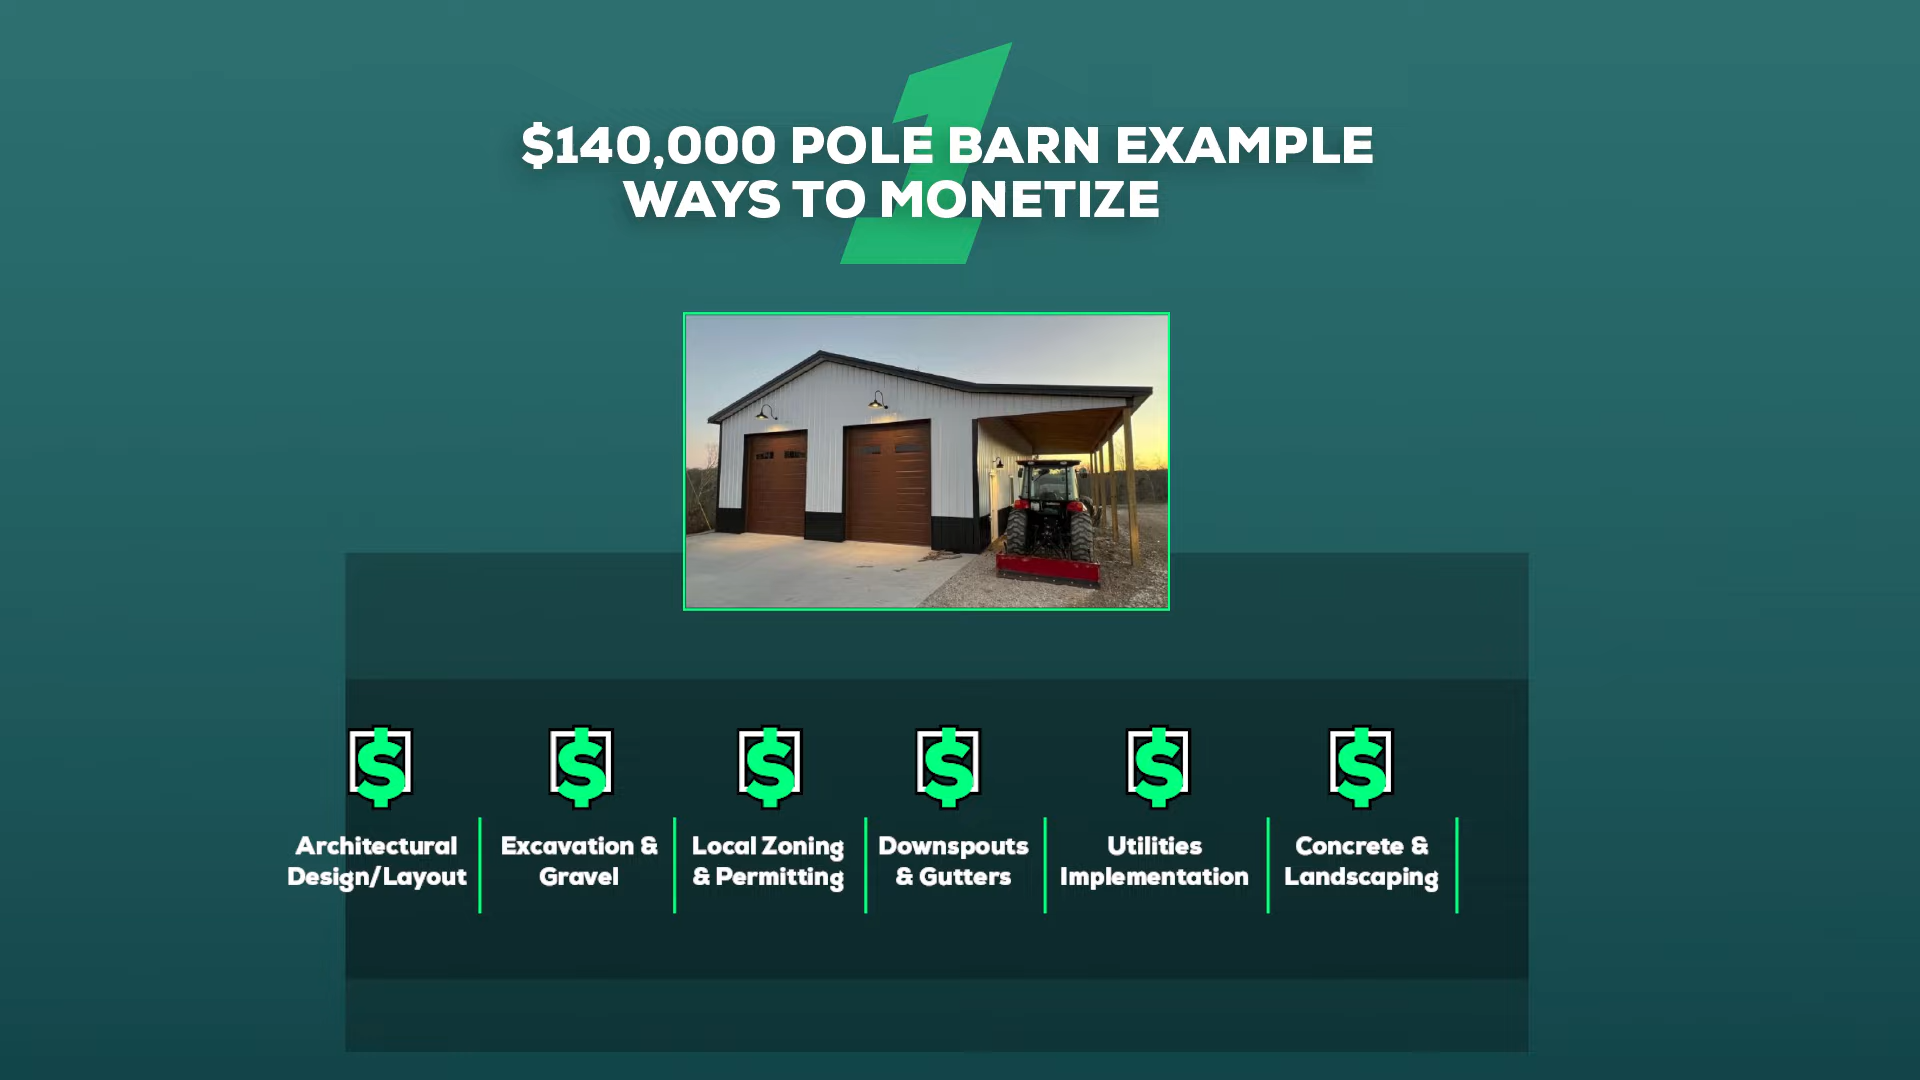 1
$140,000 POLE BARN EXAMPLE
WAYS TO MONETIZE
$ $ $ $ $ $
Architectural
Design/Layout
Excavation &
Gravel
Local Zoning
& Permitting
Downspouts
& Gutters
Utilities
Implementation
Concrete &
Landscaping